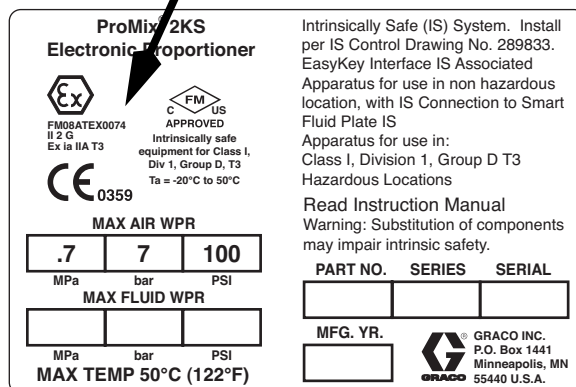 ProMix® 2KS
Electronic Proportioner
Ex
FM08ATEX0074
II 2 G
Ex ia IIA T3
CE 0359
FM
C US
APPROVED
Intrinsically safe
equipment for Class I,
Div 1, Group D, T3
Ta = -20°C to 50°C
MAX AIR WPR
.7 7 100
MPa bar PSI
MAX FLUID WPR
MPa bar PSI
MAX TEMP 50°C (122°F)
Intrinsically Safe (IS) System. Install
per IS Control Drawing No. 289833.
EasyKey Interface IS Associated
Apparatus for use in non hazardous
location, with IS Connection to Smart
Fluid Plate IS
Apparatus for use in:
Class I, Division 1, Group D T3
Hazardous Locations
Read Instruction Manual
Warning: Substitution of components
may impair intrinsic safety.
PART NO. SERIES SERIAL
MFG. YR.
GRACO ®
GRACO INC.
P.O. Box 1441
Minneapolis, MN
55440 U.S.A.